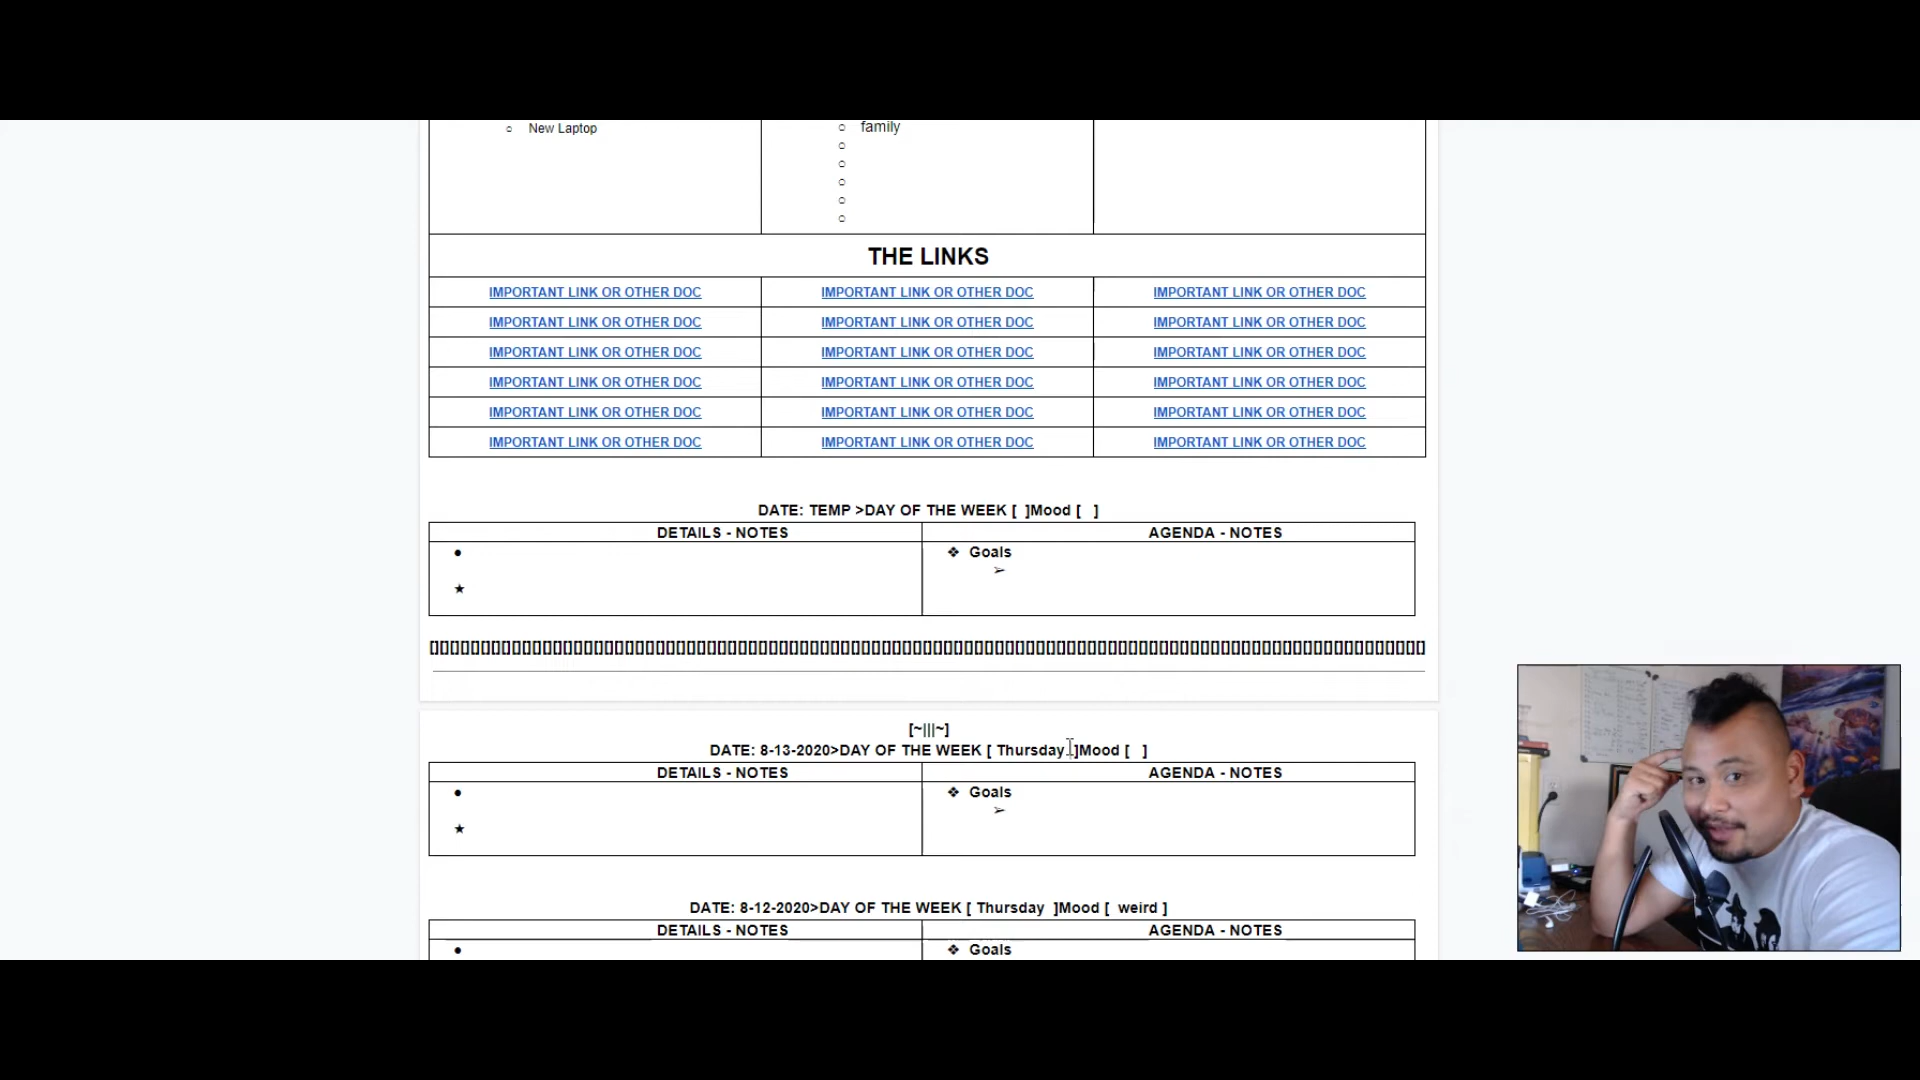 New Laptop
family
THE LINKS
IMPORTANT LINK OR OTHER DOC IMPORTANT LINK OR OTHER DOC IMPORTANT LINK OR OTHER DOC
IMPORTANT LINK OR OTHER DOC IMPORTANT LINK OR OTHER DOC IMPORTANT LINK OR OTHER DOC
IMPORTANT LINK OR OTHER DOC IMPORTANT LINK OR OTHER DOC IMPORTANT LINK OR OTHER DOC
IMPORTANT LINK OR OTHER DOC IMPORTANT LINK OR OTHER DOC IMPORTANT LINK OR OTHER DOC
IMPORTANT LINK OR OTHER DOC IMPORTANT LINK OR OTHER DOC IMPORTANT LINK OR OTHER DOC
IMPORTANT LINK OR OTHER DOC IMPORTANT LINK OR OTHER DOC IMPORTANT LINK OR OTHER DOC
DATE: TEMP >DAY OF THE WEEK [ ]Mood [ ]
DETAILS - NOTES AGENDA - NOTES
❖ Goals
[~|||~]
DATE: 8-13-2020>DAY OF THE WEEK [ Thursday ]Mood [ ]
DETAILS - NOTES AGENDA - NOTES
❖ Goals
DATE: 8-12-2020>DAY OF THE WEEK [ Thursday ]Mood [ weird ]
DETAILS - NOTES AGENDA - NOTES
❖ Goals